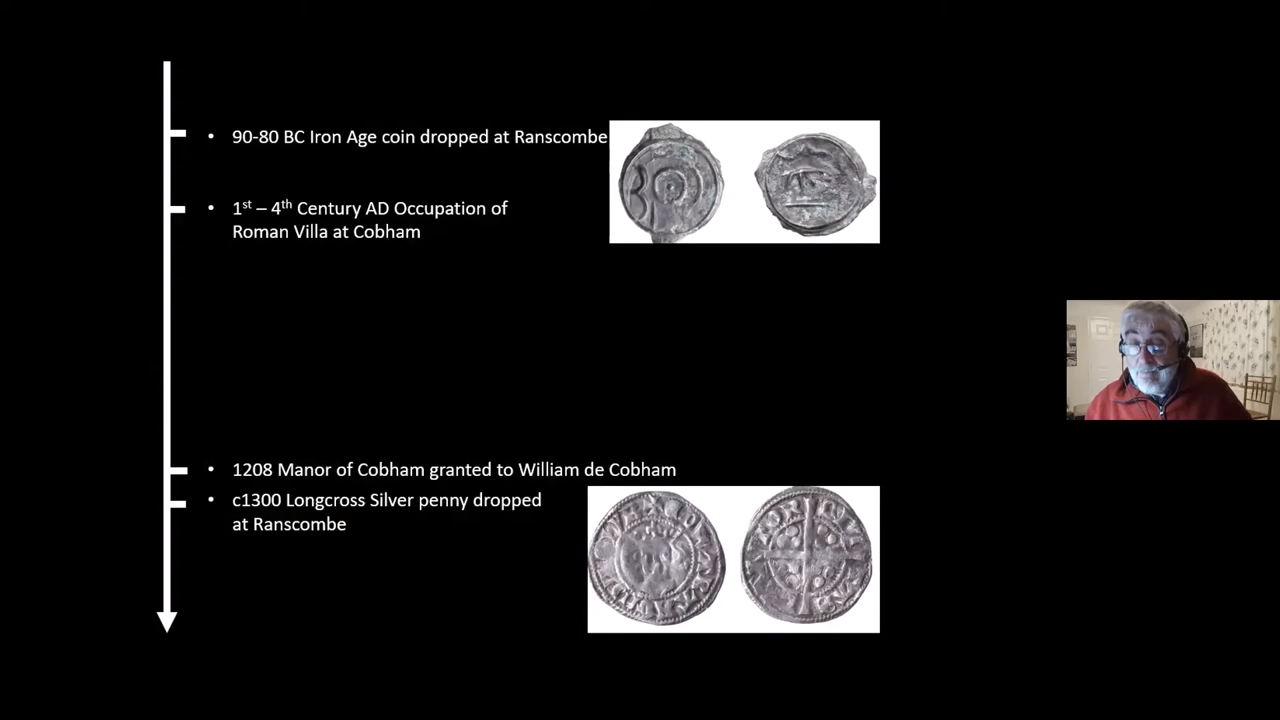 • 90-80 BC Iron Age coin dropped at Ranscombe
• 1st – 4th Century AD Occupation of
Roman Villa at Cobham
• 1208 Manor of Cobham granted to William de Cobham
• c1300 Longcross Silver penny dropped
at Ranscombe